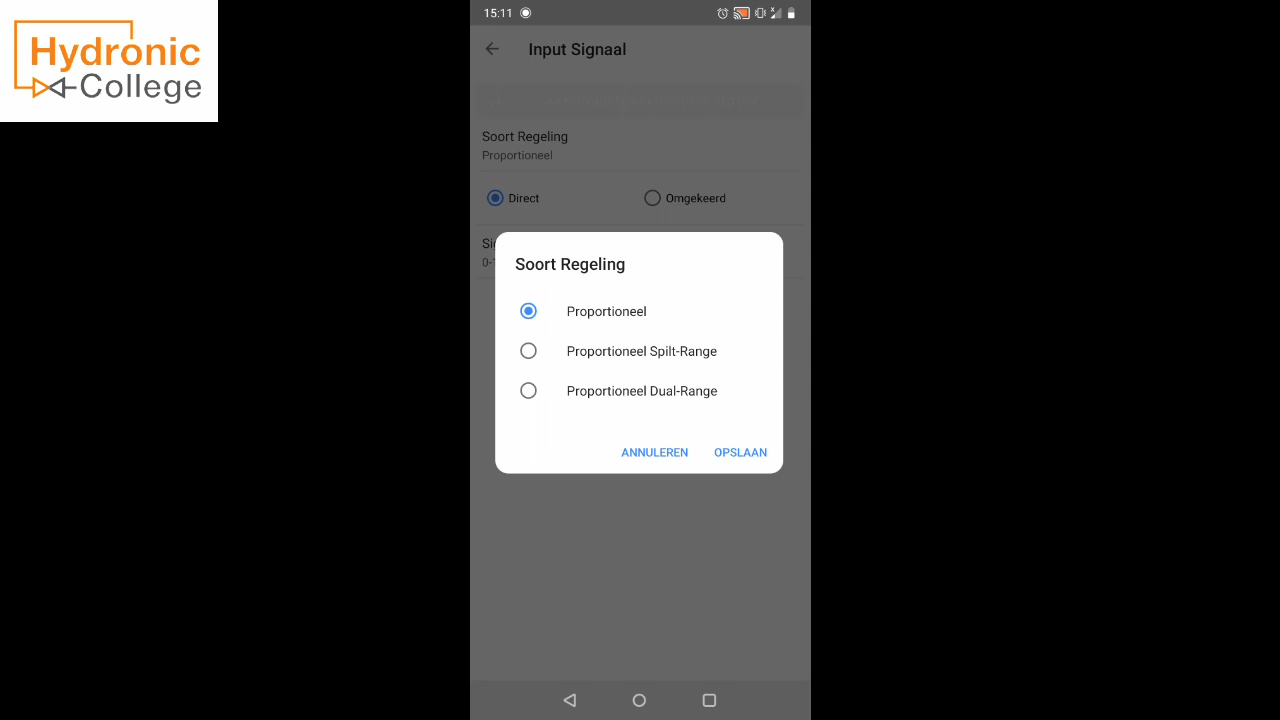 Hydronic
College
15:11
Input Signaal
Soort Regeling
Proportioneel
Direct
Omgekeerd
Soort Regeling
Proportioneel
Proportioneel Spilt-Range
Proportioneel Dual-Range
ANNULEREN
OPSLAAN